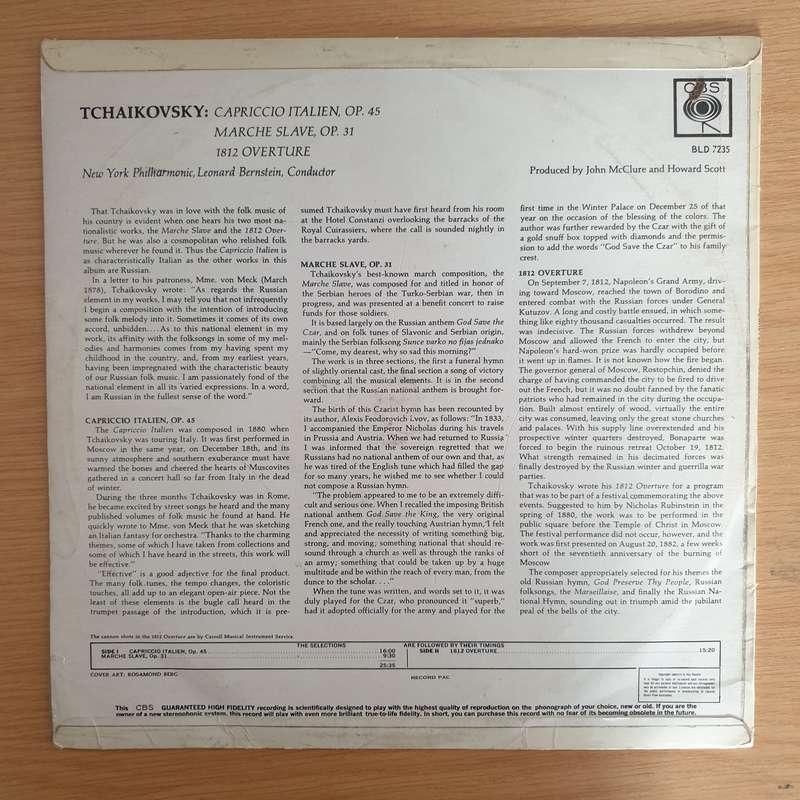 TCHAIKOVSKY: CAPRICCIO ITALIEN, OP. 45
MARCHE SLAVE, OP. 31
1812 OVERTURE
New York Philharmonic, Leonard Bernstein, Conductor
CBS
BLD 7235
Produced by John McClure and Howard Scott
That Tchaikovsky was in love with the folk music of
his country is evident when one hears his two most na-
tionalistic works, the Marche Slave and the 1812 Over-
ture. But he was also a cosmopolitan who relished folk
music wherever he found it. Thus the Capriccio Italien is
as characteristically Italian as the other works in this
album are Russian.
In a letter to his patroness, Mme. von Meck (March
1878), Tchaikovsky wrote: "As regards the Russian
element in my works, I may tell you that not infrequently
I begin a composition with the intention of introducing
some folk melody into it. Sometimes it comes of its own
accord, unbidden.... As to this national element in my
work, its affinity with the folksongs in some of my mel-
odies and harmonies comes from my having spent my
childhood in the country, and, from my earliest years,
having been impregnated with the characteristic beauty
of our Russian folk music. I am passionately fond of the
national element in all its varied expressions. In a word,
I am Russian in the fullest sense of the word."
CAPRICCIO ITALIEN, OP. 45
The Capriccio Italien was composed in 1880 when
Tchaikovsky was touring Italy. It was first performed in
Moscow in the same year, on December 18th, and its
sunny atmosphere and southern exuberance must have
warmed the bones and cheered the hearts of Muscovites
gathered in a concert hall so far from Italy in the dead
of winter.
During the three months Tchaikovsky was in Rome,
he became excited by street songs he heard and the many
published volumes of folk music he found at hand. He
quickly wrote to Mme. von Meck that he was sketching
an Italian fantasy for orchestra. "Thanks to the charming
themes, some of which I have taken from collections and
some of which I have heard in the streets, this work will
be effective."
"Effective" is a good adjective for the final product.
The many folk tunes, the tempo changes, the coloristic
touches, all add up to an elegant open-air piece. Not the
least of these elements is the bugle call heard in the
trumpet passage of the introduction, which it is pre-
sumed Tchaikovsky must have first heard from his room
at the Hotel Constanzi overlooking the barracks of the
Royal Cuirassiers, where the call is sounded nightly in
the barracks yards.
MARCHE SLAVE, OP. 31
Tchaikovsky's best-known march composition, the
Marche Slave, was composed for and titled in honor of
the Serbian heroes of the Turko-Serbian war, then in
progress, and was presented at a benefit concert to raise
funds for those soldiers.
It is based largely on the Russian anthem God Save the
Czar, and on folk tunes of Slavonic and Serbian origin,
mainly the Serbian folksong Sunce varko no fijas jednako
—"Come, my dearest, why so sad this morning?"
The work is in three sections, the first a funeral hymn
of slightly oriental cast, the final section a song of victory
combining all the musical elements. It is in the second
section that the Russian national anthem is brought for-
ward.
The birth of this Czarist hymn has been recounted by
its author, Alexis Feodorovich Lvov, as follows: "In 1833,
I accompanied the Emperor Nicholas during his travels
in Prussia and Austria. When we had returned to Russia
I was informed that the sovereign regretted that we
Russians had no national anthem of our own and that, as
he was tired of the English tune which had filled the gap
for so many years, he wished me to see whether I could
not compose a Russian hymn.
"The problem appeared to me to be an extremely diffi-
cult and serious one. When I recalled the imposing British
national anthem God Save the King, the very original
French one, and the really touching Austrian hymn, I felt
and appreciated the necessity of writing something big,
strong, and moving; something national that should re-
sound through a church as well as through the ranks of
an army; something that could be taken up by a huge
multitude and be within the reach of every man, from the
dunce to the scholar...."
When the tune was written, and words set to it, it was
duly played for the Czar, who pronounced it "superb,"
had it adopted officially for the army and played for the
first time in the Winter Palace on December 25 of that
year on the occasion of the blessing of the colors. The
author was further rewarded by the Czar with the gift of
a gold snuff box topped with diamonds and the permis-
sion to add the words "God Save the Czar" to his family
crest.
1812 OVERTURE
On September 7, 1812, Napoleon's Grand Army, driv-
ing toward Moscow, reached the town of Borodino and
entered combat with the Russian forces under General
Kutuzov. A long and costly battle ensued, in which some-
thing like eighty thousand casualties occurred. The result
was indecisive. The Russian forces withdrew beyond
Moscow and allowed the French to enter the city, but
Napoleon's hard-won prize was hardly occupied before
it went up in flames. It is not known how the fire began.
The governor general of Moscow, Rostopchin, denied the
charge of having commanded the city to be fired to drive
out the French, but it was no doubt fanned by the fanatic
patriots who had remained in the city during the occupa-
tion. Built almost entirely of wood, virtually the entire
city was consumed, leaving only the great stone churches
and palaces. With his supply line overextended and his
prospective winter quarters destroyed, Bonaparte was
forced to begin the ruinous retreat October 19, 1812.
What strength remained in his decimated forces was
finally destroyed by the Russian winter and guerrilla war
parties.
Tchaikovsky wrote his 1812 Overture for a program
that was to be part of a festival commemorating the above
events. Suggested to him by Nicholas Rubinstein in the
spring of 1880, the work was to be performed in the
public square before the Temple of Christ in Moscow.
The festival performance did not occur, however, and the
work was first presented on August 20, 1882, a few weeks
short of the seventieth anniversary of the burning of
Moscow
The composer appropriately selected for his themes the
old Russian hymn, God Preserve Thy People, Russian
folksongs, the Marseillaise, and finally the Russian Na-
tional Hymn, sounding out in triumph amid the jubilant
peal of the bells of the city.
The cannon shots in the 1812 Overture are by Carroll Musical Instrument Service.
THE SELECTIONS ARE FOLLOWED BY THEIR TIMINGS
SIDE I CAPRICCIO ITALIEN, Op. 45 16:00
MARCHE SLAVE, Op. 31 9:30
25:35
SIDE II 1812 OVERTURE 15:20
COVER ART: ROSAMOND BERG
RECORD PAC
This CBS GUARANTEED HIGH FIDELITY recording is scientifically designed to play with the highest quality of reproduction on the phonograph of your choice, new or old. If you are the
owner of a new stereophonic system, this record will play with even more brilliant true-to-life fidelity. In short, you can purchase this record with no fear of its becoming obsolete in the future.